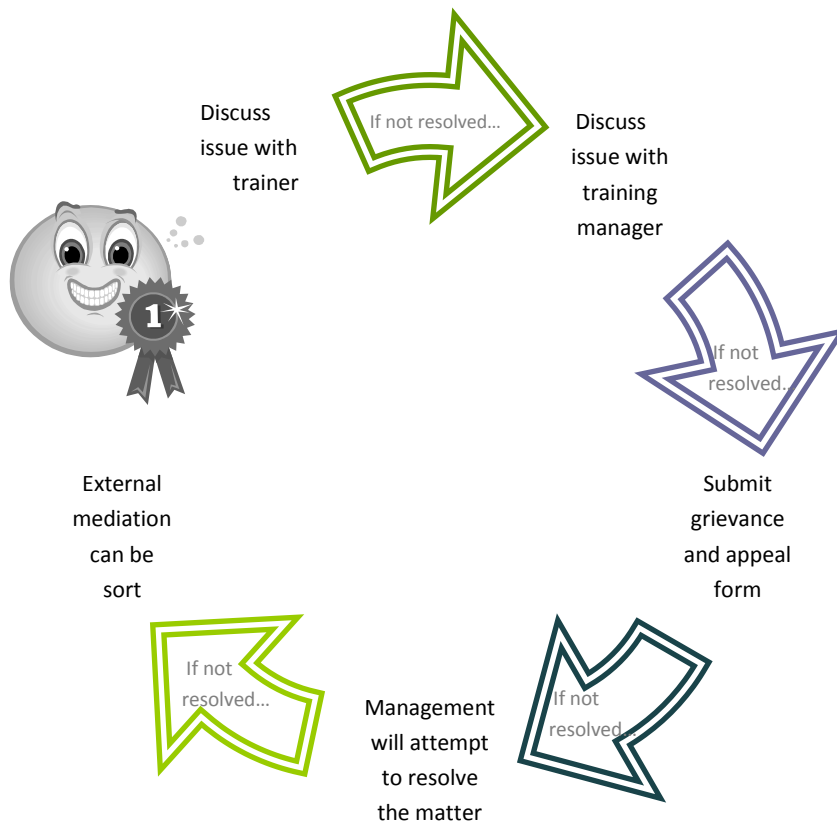 Discuss
issue with
trainer
If not resolved...
Discuss
issue with
training
manager
If not
resolved...
Submit
grievance
and appeal
form
If not
resolved...
Management
will attempt
to resolve
the matter
If not
resolved...
External
mediation
can be
sort
1